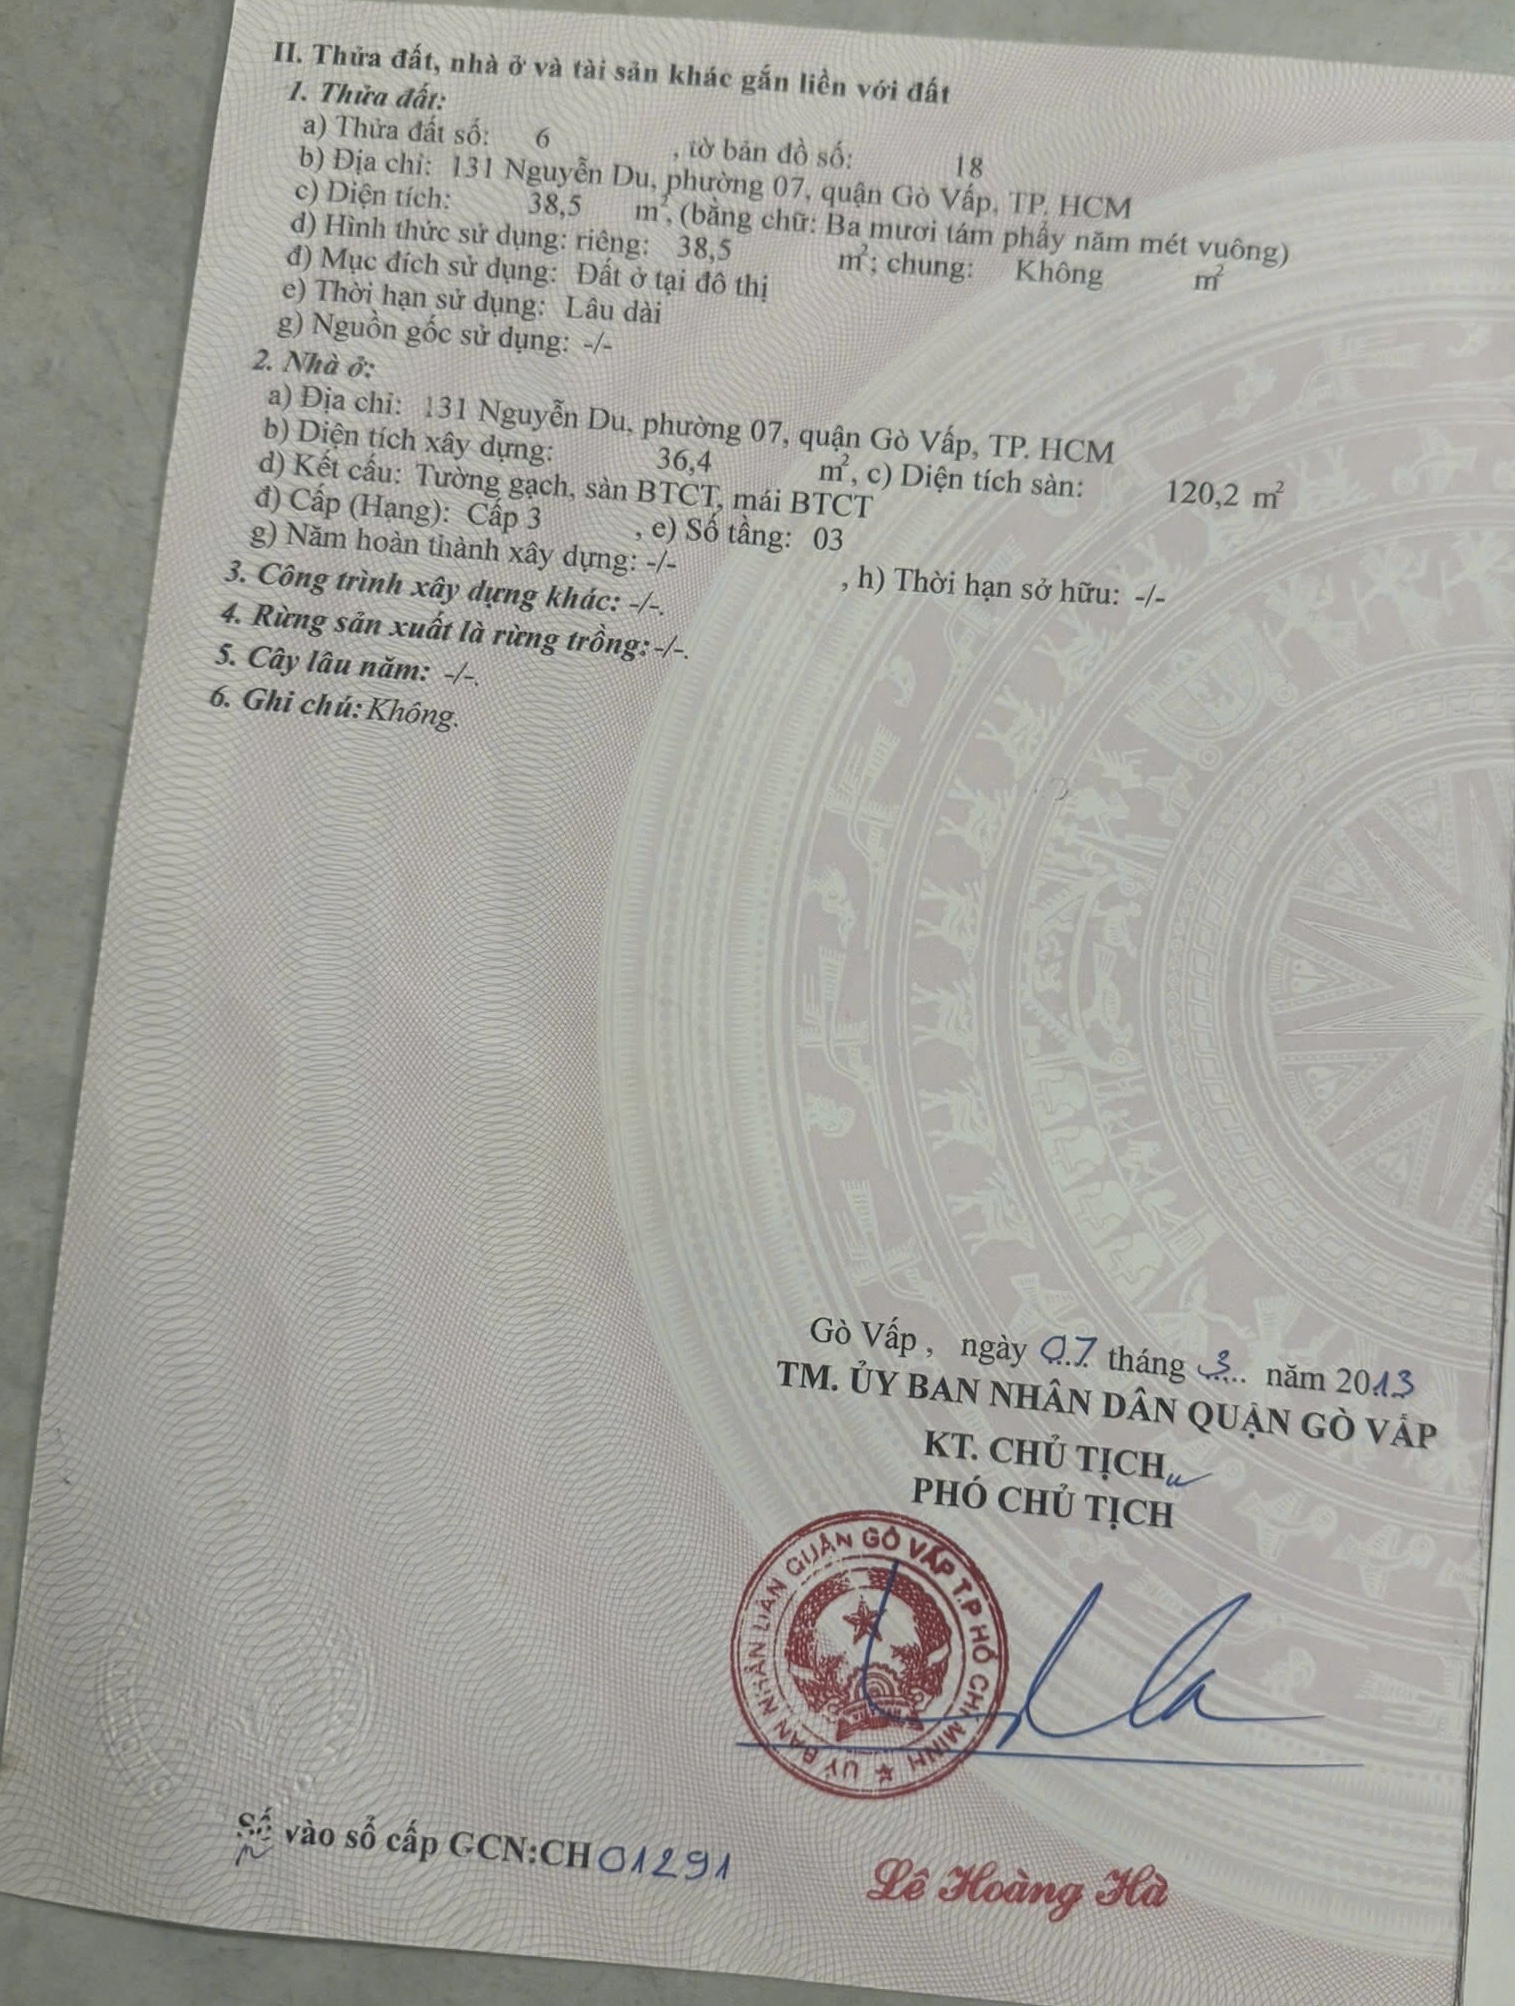 II. Thửa đất, nhà ở và tài sản khác gắn liền với đất
1. Thửa đất:
a) Thửa đất số: 6 , tờ bản đồ số: 18
b) Địa chỉ: 131 Nguyễn Du, phường 07, quận Gò Vấp, TP. HCM
c) Diện tích: 38,5 m², (bằng chữ: Ba mươi tám phẩy năm mét vuông)
d) Hình thức sử dụng: riêng: 38,5 m²; chung: Không m²
đ) Mục đích sử dụng: Đất ở tại đô thị
e) Thời hạn sử dụng: Lâu dài
g) Nguồn gốc sử dụng: -/-
2. Nhà ở:
a) Địa chỉ: 131 Nguyễn Du, phường 07, quận Gò Vấp, TP. HCM
b) Diện tích xây dựng: 36,4 m², c) Diện tích sàn: 120,2 m²
d) Kết cấu: Tường gạch, sàn BTCT, mái BTCT
đ) Cấp (Hạng): Cấp 3 , e) Số tầng: 03
g) Năm hoàn thành xây dựng: -/- , h) Thời hạn sở hữu: -/-
3. Công trình xây dựng khác: -/-.
4. Rừng sản xuất là rừng trồng: -/-.
5. Cây lâu năm: -/-.
6. Ghi chú: Không.
Gò Vấp , ngày 07 tháng 3 năm 2013
TM. ỦY BAN NHÂN DÂN QUẬN GÒ VẤP
KT. CHỦ TỊCH
PHÓ CHỦ TỊCH
UỶ BAN NHÂN DÂN QUẬN GÒ VẤP T.P HỒ CHÍ MINH
Số vào sổ cấp GCN:CH 01291
Lê Hoàng Hà